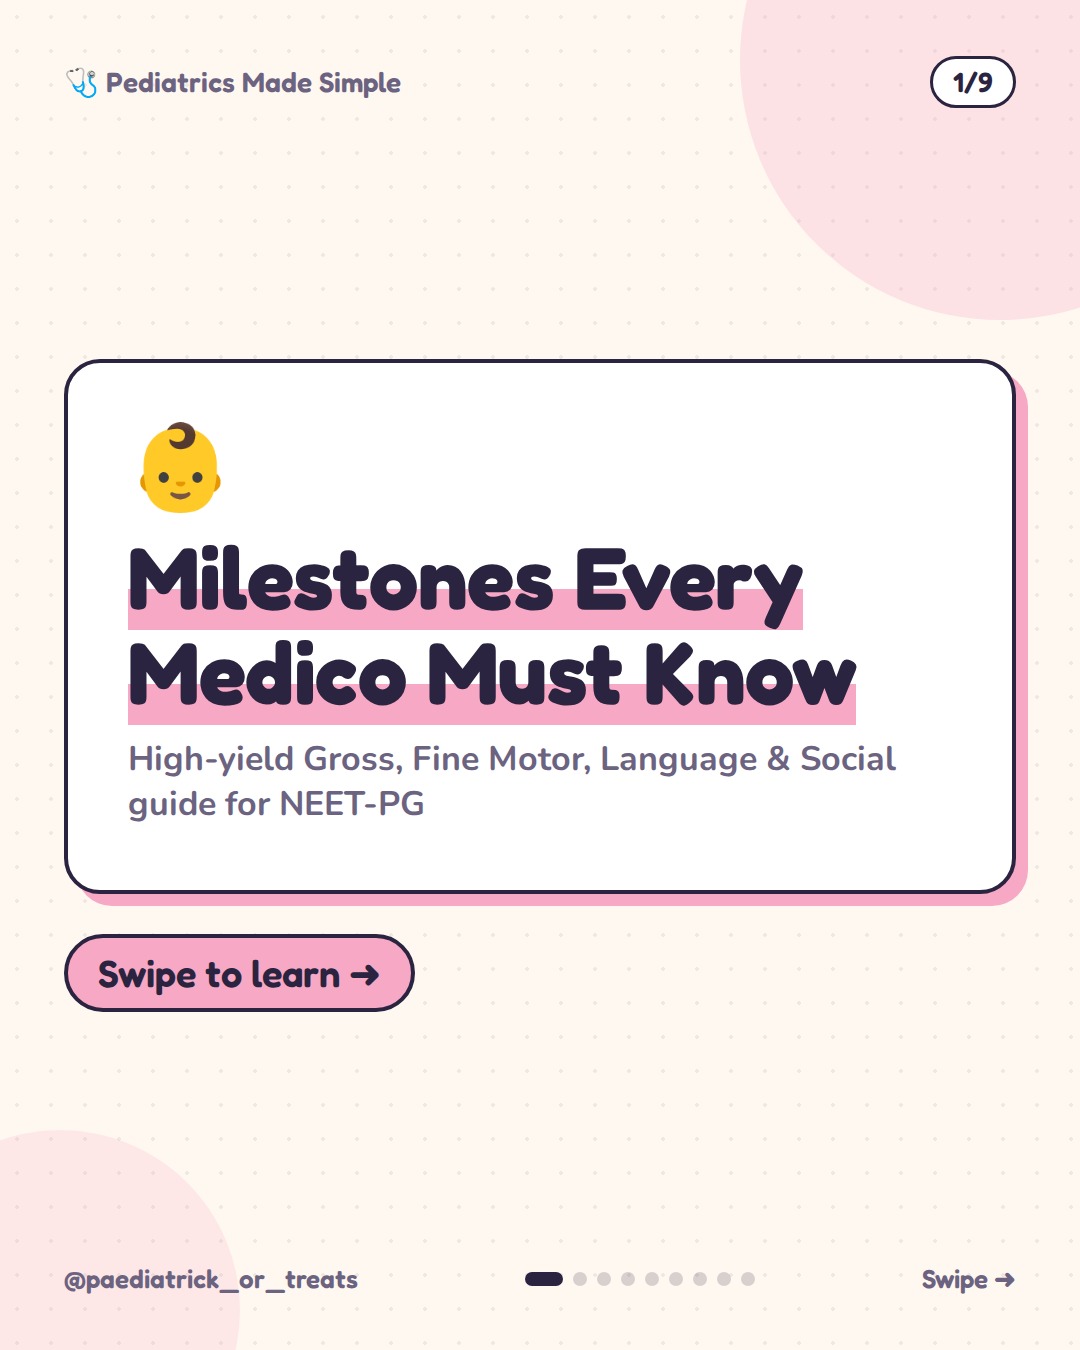 🩺 Pediatrics Made Simple
1/9
Milestones Every
Medico Must Know
High-yield Gross, Fine Motor, Language & Social
guide for NEET-PG
Swipe to learn ➜
@paediatrick_or_treats
Swipe ➜